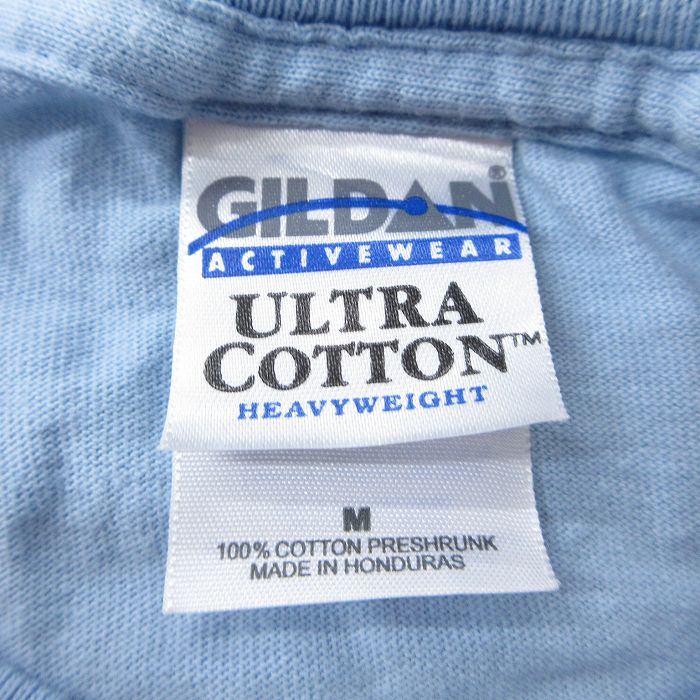 GILDAN®
ACTIVEWEAR
ULTRA
COTTON™
HEAVYWEIGHT
M
100% COTTON PRESHRUNK
MADE IN HONDURAS